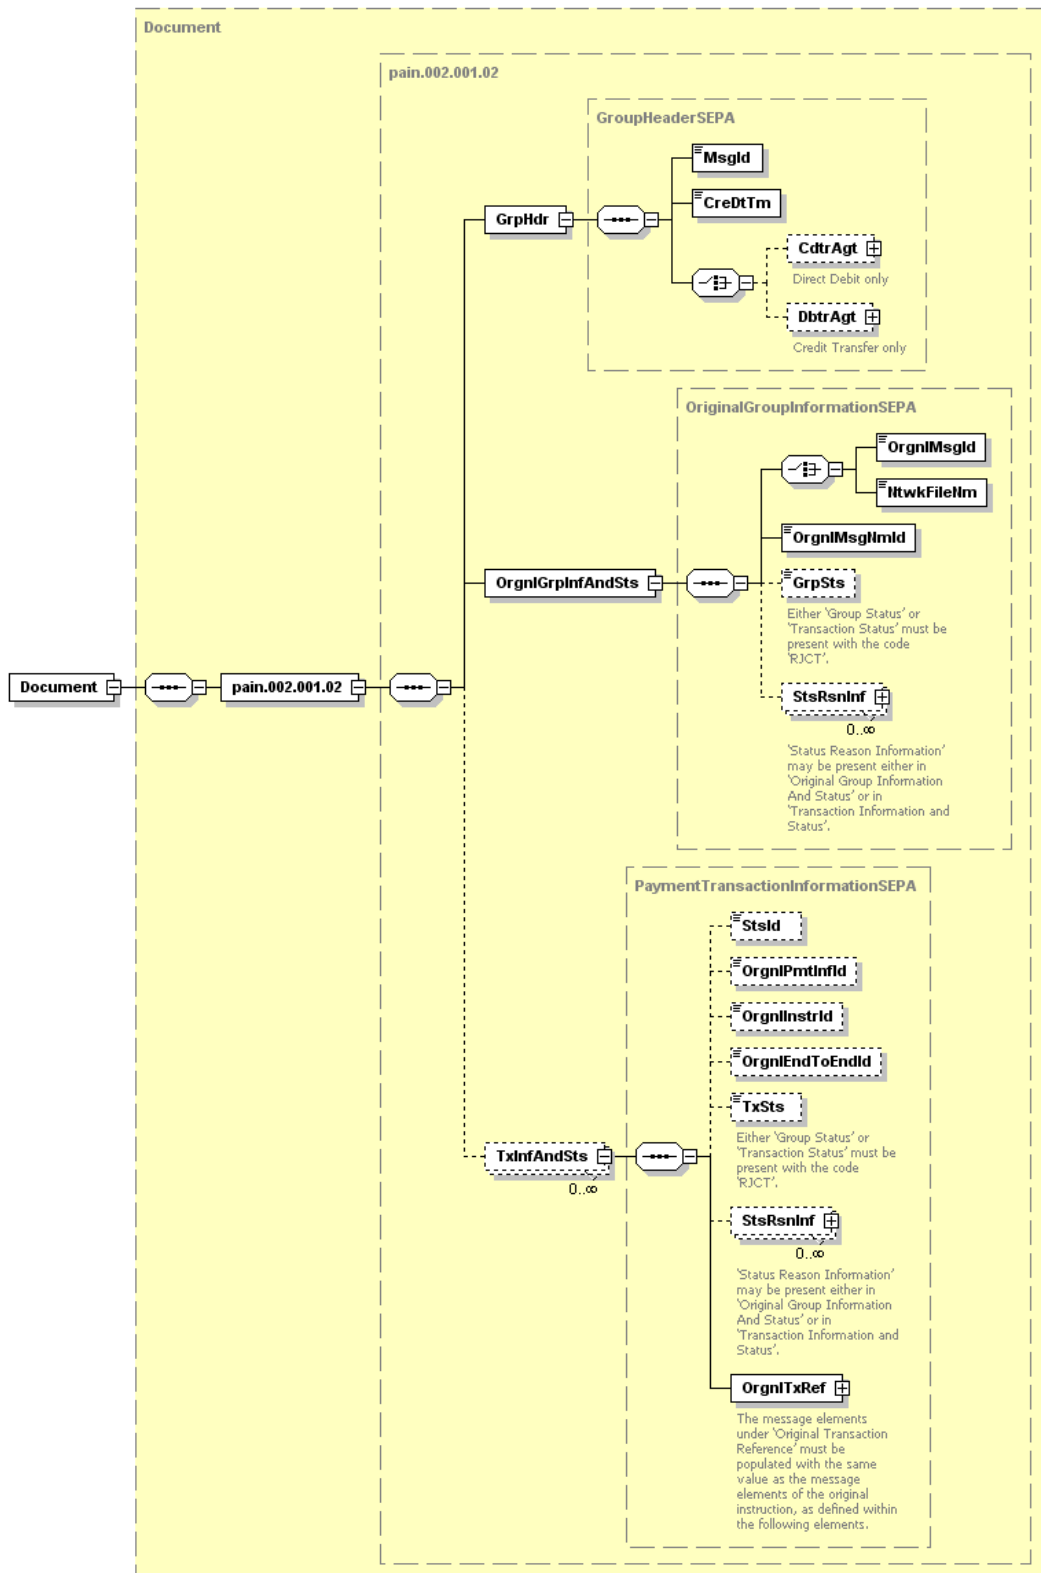 Document
pain.002.001.02
GroupHeaderSEPA
MsgId
CreDtTm
GrpHdr
CdtrAgt
Direct Debit only
DbtrAgt
Credit Transfer only
OriginalGroupInformationSEPA
OrgnlMsgId
NtwkFileNm
OrgnlMsgNmId
OrgnlGrpInfAndSts
GrpSts
Either 'Group Status' or
'Transaction Status' must be
present with the code
'RJCT'.
Document
pain.002.001.02
StsRsnInf
0..∞
'Status Reason Information'
may be present either in
'Original Group Information
And Status' or in
'Transaction Information and
Status'.
PaymentTransactionInformationSEPA
StsId
OrgnlPmtInfId
OrgnlInstrId
OrgnlEndToEndId
TxSts
Either 'Group Status' or
'Transaction Status' must be
present with the code
'RJCT'.
TxInfAndSts
0..∞
StsRsnInf
0..∞
'Status Reason Information'
may be present either in
'Original Group Information
And Status' or in
'Transaction Information and
Status'.
OrgnlTxRef
The message elements
under 'Original Transaction
Reference' must be
populated with the same
value as the message
elements of the original
instruction, as defined within
the following elements.